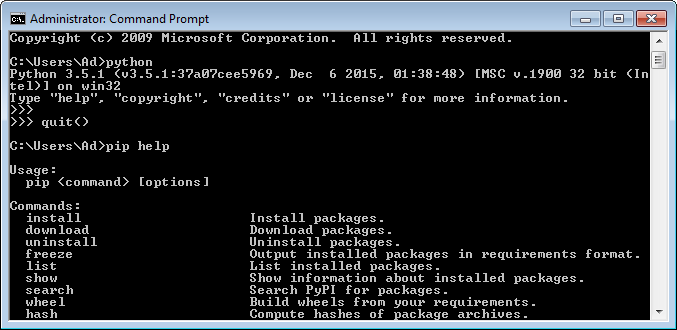 Administrator: Command Prompt
Copyright (c) 2009 Microsoft Corporation.  All rights reserved.
C:\Users\Ad>python
Python 3.5.1 (v3.5.1:37a07cee5969, Dec  6 2015, 01:38:48) [MSC v.1900 32 bit (In
tel)] on win32
Type "help", "copyright", "credits" or "license" for more information.
>>>
>>> quit()
C:\Users\Ad>pip help
Usage:
  pip <command> [options]
Commands:
  install                     Install packages.
  download                    Download packages.
  uninstall                   Uninstall packages.
  freeze                      Output installed packages in requirements format.
  list                        List installed packages.
  show                        Show information about installed packages.
  search                      Search PyPI for packages.
  wheel                       Build wheels from your requirements.
  hash                        Compute hashes of package archives.